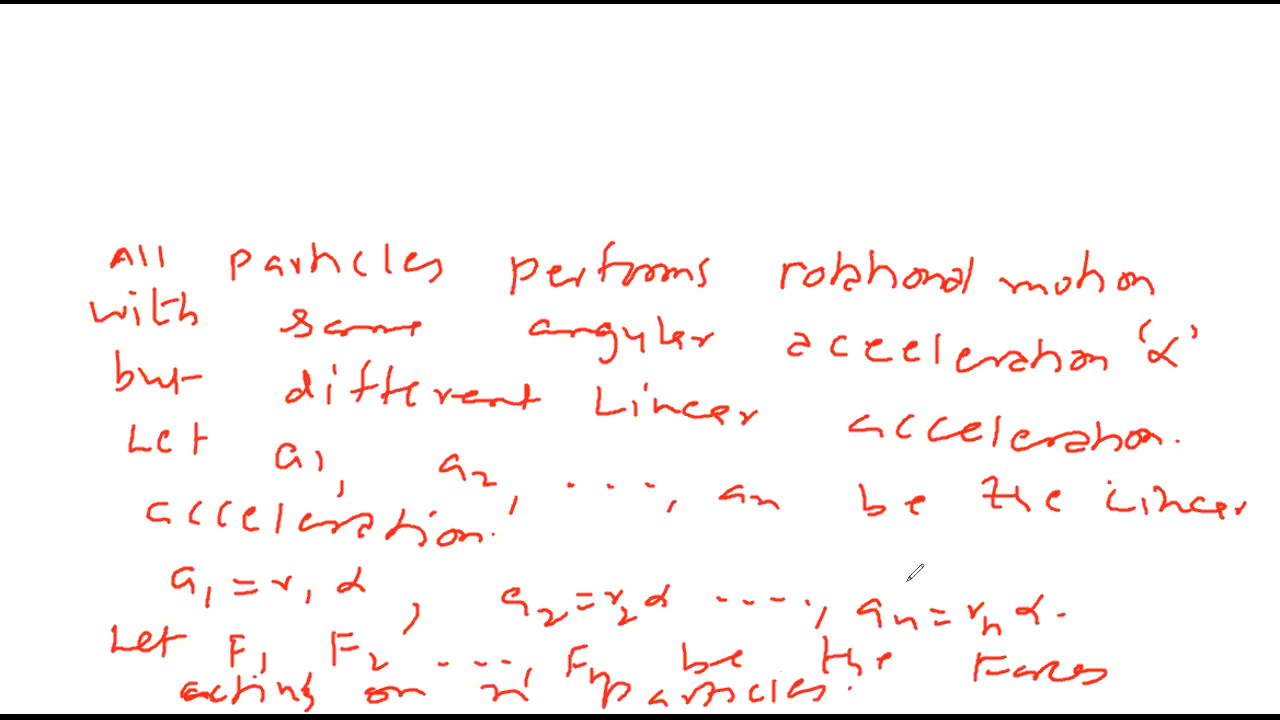 All particles performs rotational motion
with same angular acceleration 'α'
but different Linear acceleration.
Let a1, a2, ...., an be the Linear
acceleration.
a1 = r1 α, a2 = r2 α ....., an = rn α.
Let F1, F2 ...., Fn be the Forces
acting on 'n' particles.